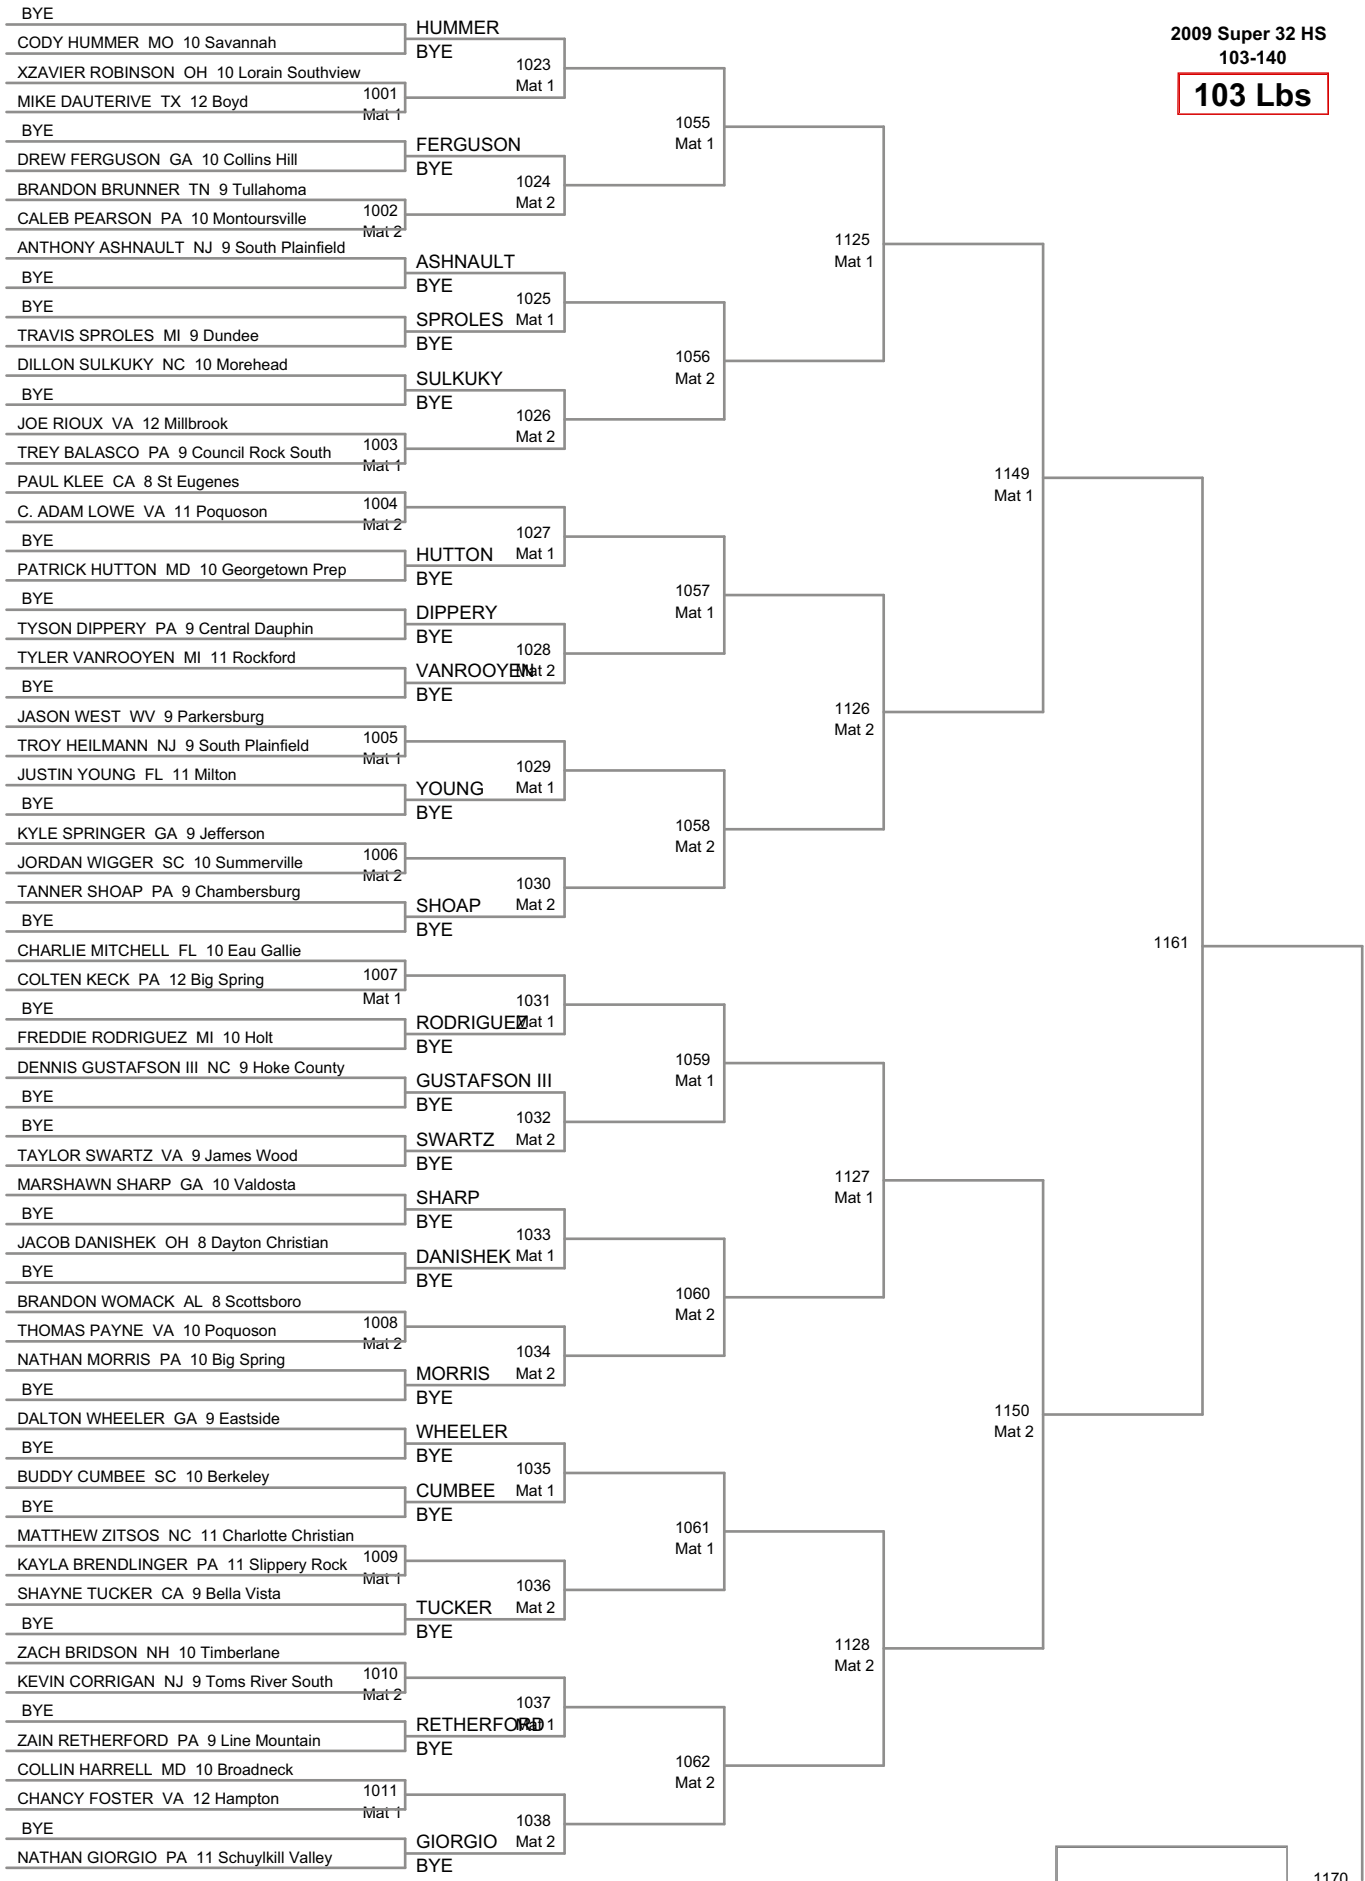 2009 Super 32 HS
103-140
103 Lbs
BYE
CODY HUMMER MO 10 Savannah
XZAVIER ROBINSON OH 10 Lorain Southview
MIKE DAUTERIVE TX 12 Boyd
BYE
DREW FERGUSON GA 10 Collins Hill
BRANDON BRUNNER TN 9 Tullahoma
CALEB PEARSON PA 10 Montoursville
ANTHONY ASHNAULT NJ 9 South Plainfield
BYE
BYE
TRAVIS SPROLES MI 9 Dundee
DILLON SULKUKY NC 10 Morehead
BYE
JOE RIOUX VA 12 Millbrook
TREY BALASCO PA 9 Council Rock South
PAUL KLEE CA 8 St Eugenes
C. ADAM LOWE VA 11 Poquoson
BYE
PATRICK HUTTON MD 10 Georgetown Prep
BYE
TYSON DIPPERY PA 9 Central Dauphin
TYLER VANROOYEN MI 11 Rockford
BYE
JASON WEST WV 9 Parkersburg
TROY HEILMANN NJ 9 South Plainfield
JUSTIN YOUNG FL 11 Milton
BYE
KYLE SPRINGER GA 9 Jefferson
JORDAN WIGGER SC 10 Summerville
TANNER SHOAP PA 9 Chambersburg
BYE
CHARLIE MITCHELL FL 10 Eau Gallie
COLTEN KECK PA 12 Big Spring
BYE
FREDDIE RODRIGUEZ MI 10 Holt
DENNIS GUSTAFSON III NC 9 Hoke County
BYE
BYE
TAYLOR SWARTZ VA 9 James Wood
MARSHAWN SHARP GA 10 Valdosta
BYE
JACOB DANISHEK OH 8 Dayton Christian
BYE
BRANDON WOMACK AL 8 Scottsboro
THOMAS PAYNE VA 10 Poquoson
NATHAN MORRIS PA 10 Big Spring
BYE
DALTON WHEELER GA 9 Eastside
BYE
BUDDY CUMBEE SC 10 Berkeley
BYE
MATTHEW ZITSOS NC 11 Charlotte Christian
KAYLA BRENDLINGER PA 11 Slippery Rock
SHAYNE TUCKER CA 9 Bella Vista
BYE
ZACH BRIDSON NH 10 Timberlane
KEVIN CORRIGAN NJ 9 Toms River South
BYE
ZAIN RETHERFORD PA 9 Line Mountain
COLLIN HARRELL MD 10 Broadneck
CHANCY FOSTER VA 12 Hampton
BYE
NATHAN GIORGIO PA 11 Schuylkill Valley
1001
Mat 1
1002
Mat 2
1003
Mat 1
1004
Mat 2
1005
Mat 1
1006
Mat 2
1007
Mat 1
1008
Mat 2
1009
Mat 1
1010
Mat 2
1011
Mat 1
HUMMER
BYE
FERGUSON
BYE
ASHNAULT
BYE
SPROLES
BYE
SULKUKY
BYE
HUTTON
BYE
DIPPERY
BYE
VANROOYEN
BYE
YOUNG
BYE
SHOAP
BYE
RODRIGUEZ
BYE
GUSTAFSON III
BYE
SWARTZ
BYE
SHARP
BYE
DANISHEK
BYE
MORRIS
BYE
WHEELER
BYE
CUMBEE
BYE
TUCKER
BYE
RETHERFORD
BYE
GIORGIO
BYE
1023
Mat 1
1024
Mat 2
1025
Mat 1
1026
Mat 2
1027
Mat 1
1028
Mat 2
1029
Mat 1
1030
Mat 2
1031
Mat 1
1032
Mat 2
1033
Mat 1
1034
Mat 2
1035
Mat 1
1036
Mat 2
1037
Mat 1
1038
Mat 2
1055
Mat 1
1056
Mat 2
1057
Mat 1
1058
Mat 2
1059
Mat 1
1060
Mat 2
1061
Mat 1
1062
Mat 2
1125
Mat 1
1126
Mat 2
1127
Mat 1
1128
Mat 2
1149
Mat 1
1150
Mat 2
1161
1170